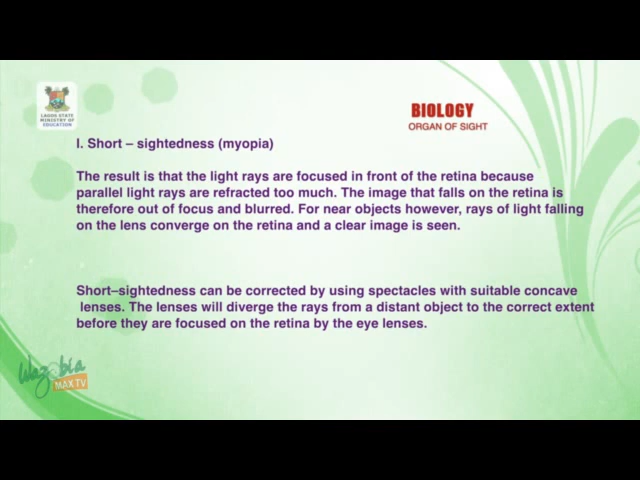 LAGOS STATE
MINISTRY OF
EDUCATION
BIOLOGY
ORGAN OF SIGHT
I. Short – sightedness (myopia)
The result is that the light rays are focused in front of the retina because
parallel light rays are refracted too much. The image that falls on the retina is
therefore out of focus and blurred. For near objects however, rays of light falling
on the lens converge on the retina and a clear image is seen.
Short–sightedness can be corrected by using spectacles with suitable concave
lenses. The lenses will diverge the rays from a distant object to the correct extent
before they are focused on the retina by the eye lenses.
Wazobia
MAX TV